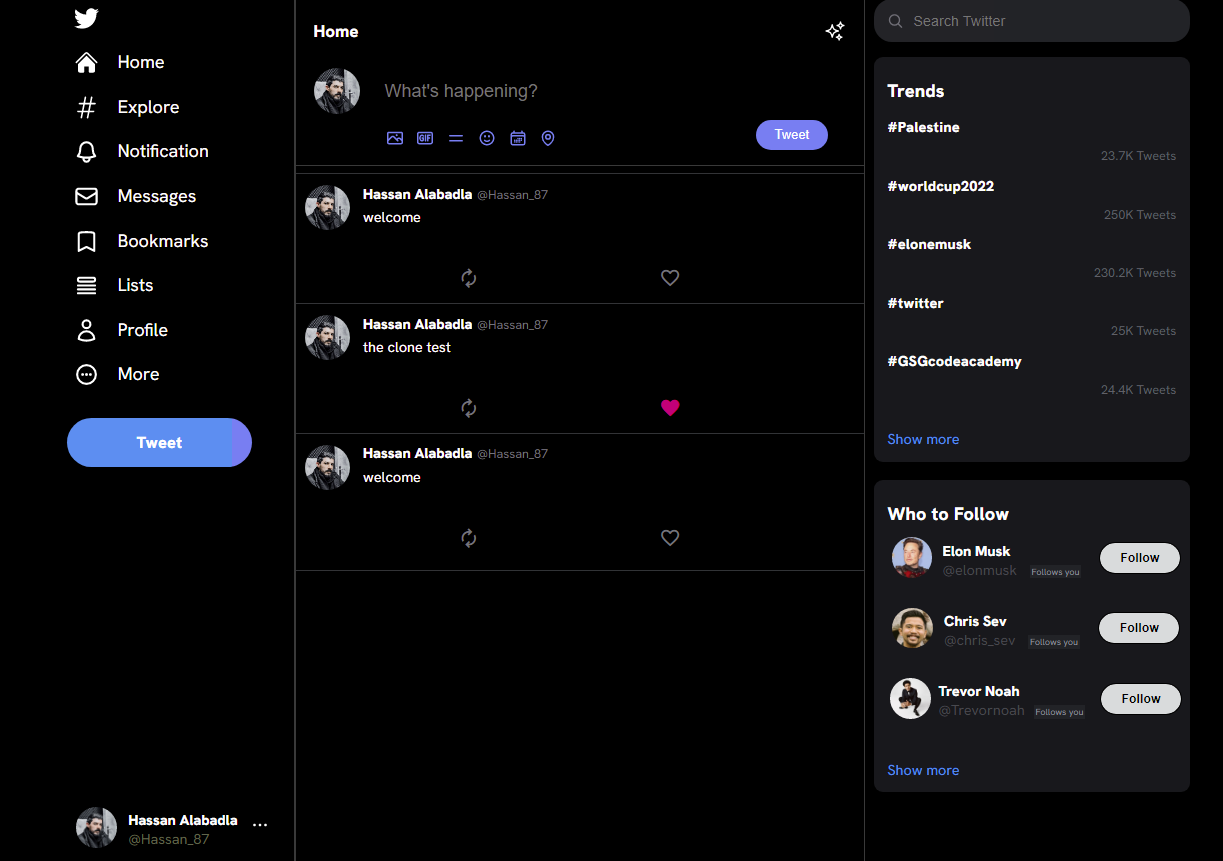 Home
Explore
Notification
Messages
Bookmarks
Lists
Profile
More
Tweet
Hassan Alabadla
@Hassan_87
Home
What's happening?
GIF
Tweet
Hassan Alabadla @Hassan_87
welcome
Hassan Alabadla @Hassan_87
the clone test
Hassan Alabadla @Hassan_87
welcome
Search Twitter
Trends
#Palestine
23.7K Tweets
#worldcup2022
250K Tweets
#elonemusk
230.2K Tweets
#twitter
25K Tweets
#GSGcodeacademy
24.4K Tweets
Show more
Who to Follow
Elon Musk
@elonmusk Follows you
Follow
Chris Sev
@chris_sev Follows you
Follow
Trevor Noah
@Trevornoah Follows you
Follow
Show more